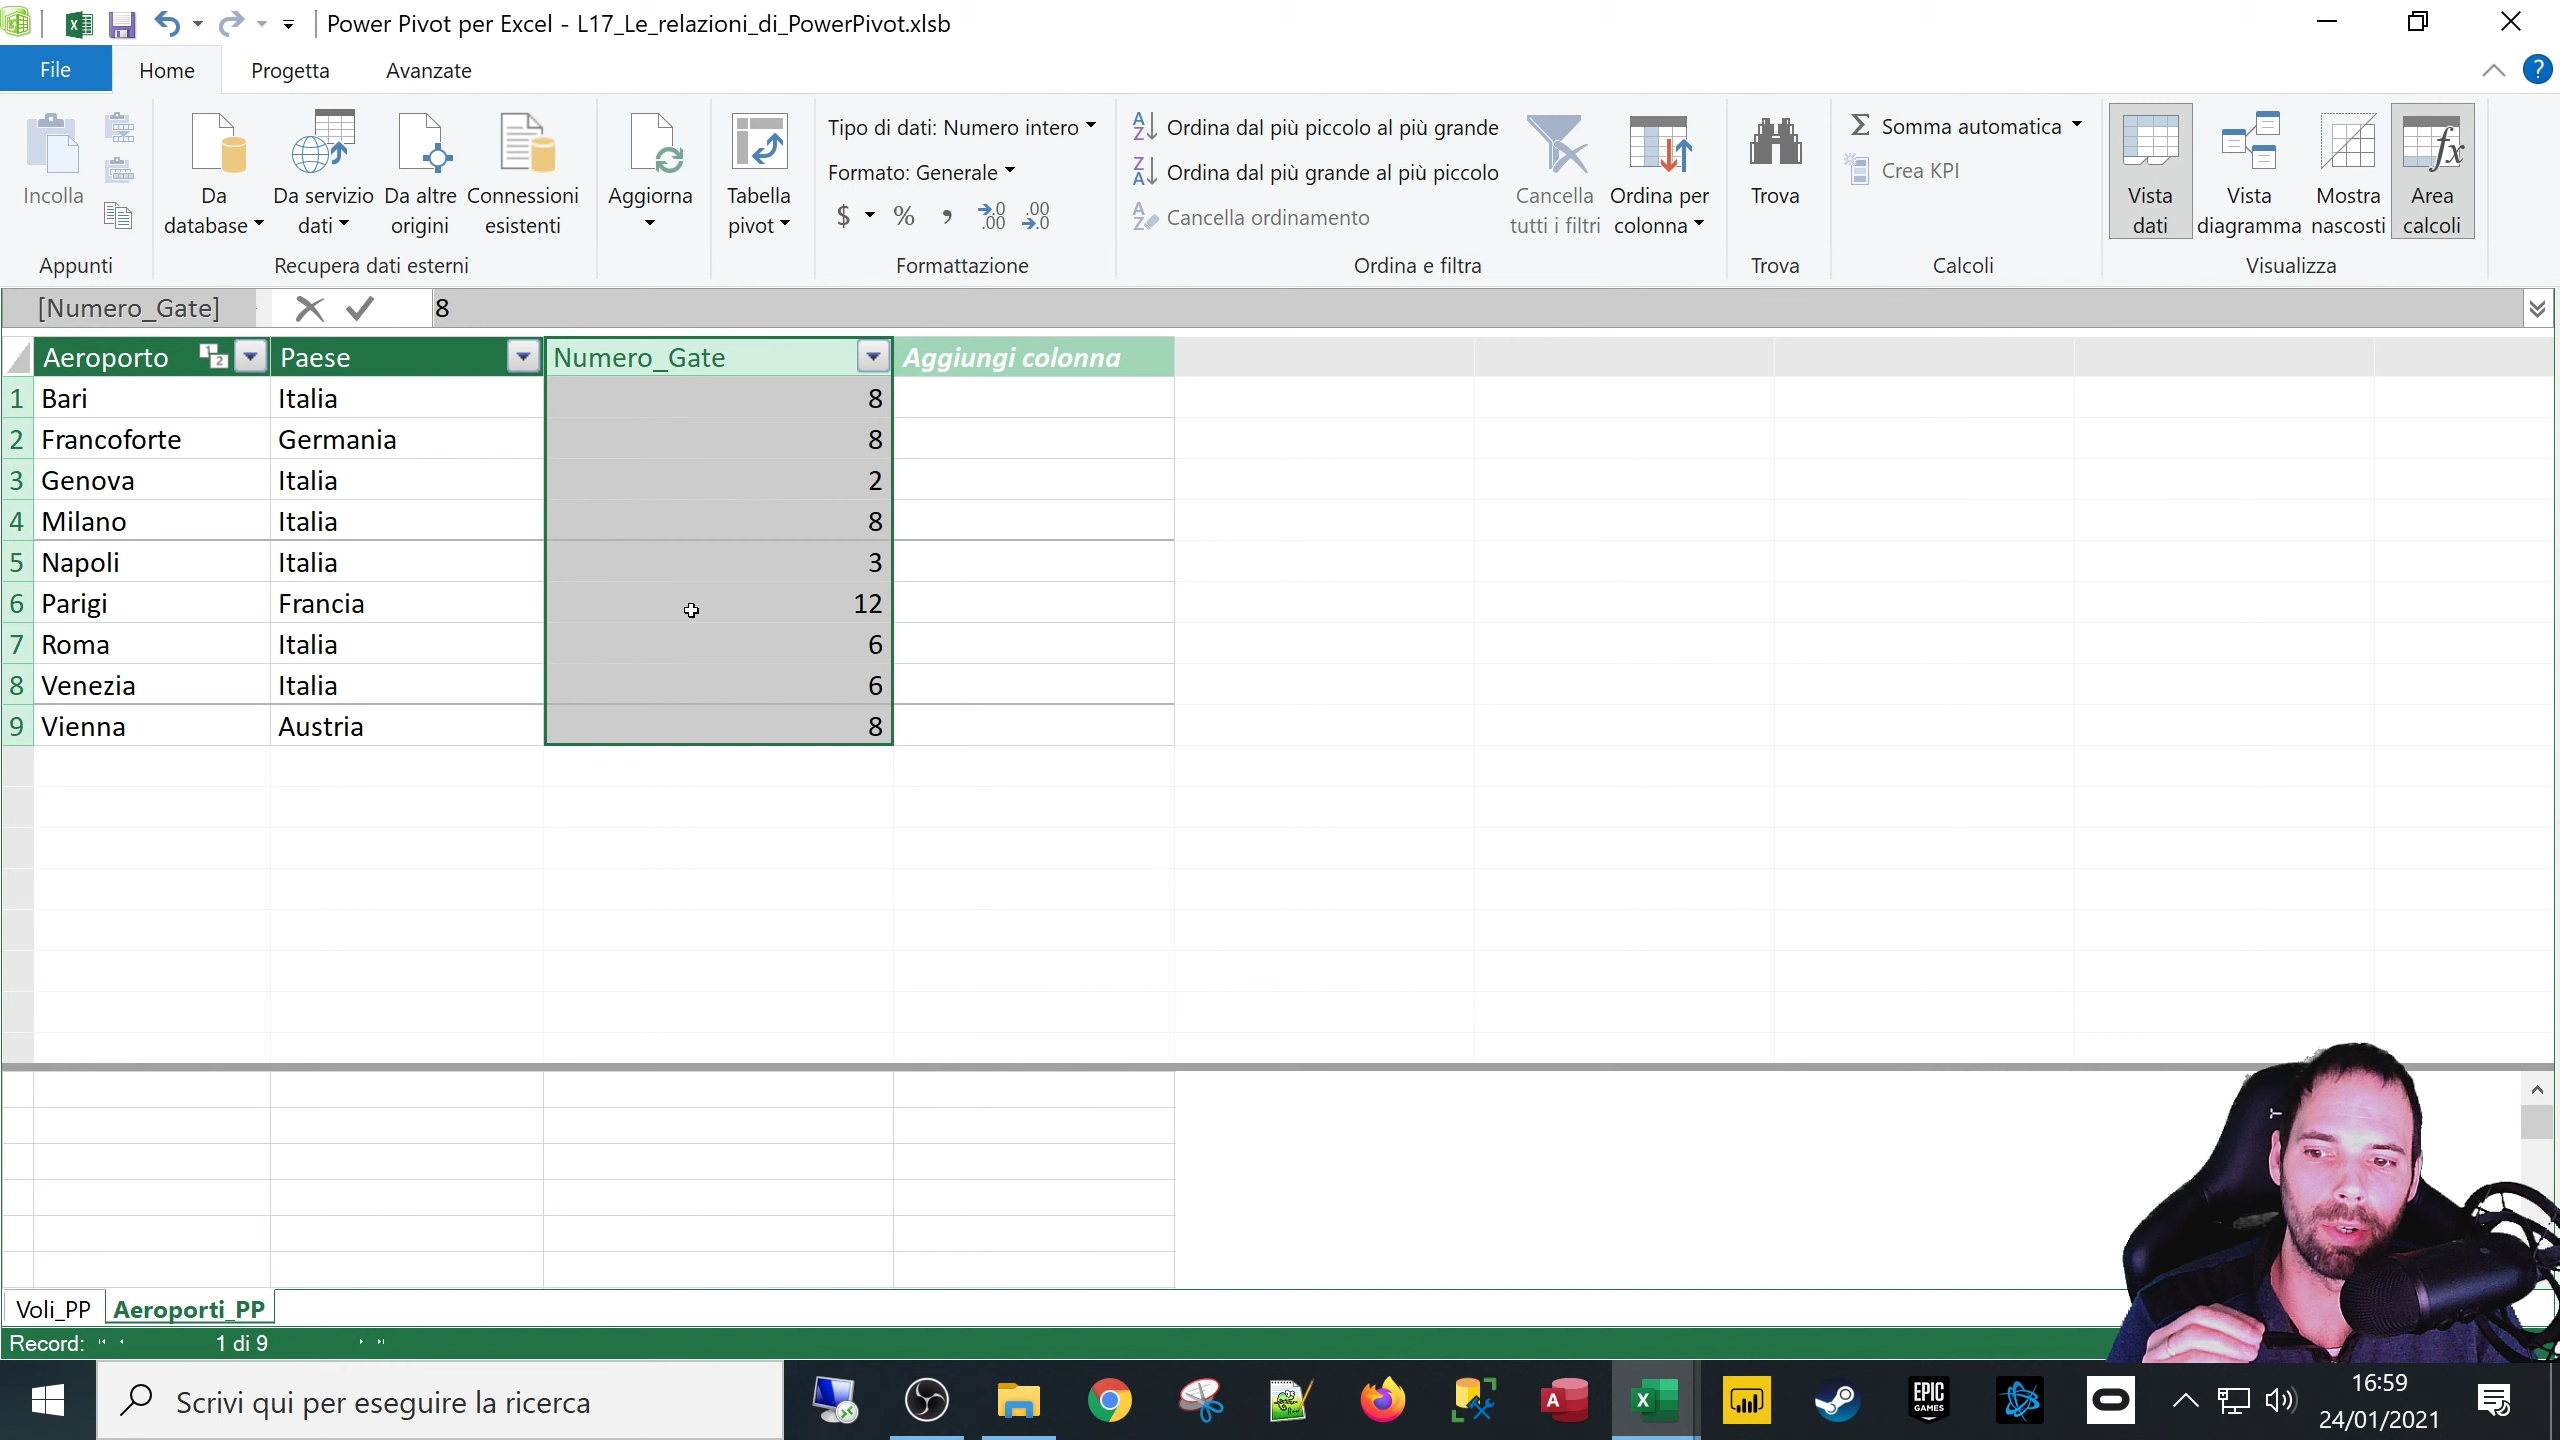 Power Pivot per Excel - L17_Le_relazioni_di_PowerPivot.xlsb
File Home Progetta Avanzate
Incolla
Appunti
Da database
Da servizio dati
Da altre origini
Connessioni esistenti
Recupera dati esterni
Aggiorna
Tabella pivot
Tipo di dati: Numero intero
Formato: Generale
$ % , .00 .00
Formattazione
Ordina dal più piccolo al più grande
Ordina dal più grande al più piccolo
Cancella ordinamento
Cancella tutti i filtri
Ordina per colonna
Ordina e filtra
Trova
Trova
Somma automatica
Crea KPI
Calcoli
Vista dati
Vista diagramma
Mostra nascosti
Area calcoli
Visualizza
[Numero_Gate] 8
Aeroporto Paese Numero_Gate Aggiungi colonna
1 Bari Italia 8
2 Francoforte Germania 8
3 Genova Italia 2
4 Milano Italia 8
5 Napoli Italia 3
6 Parigi Francia 12
7 Roma Italia 6
8 Venezia Italia 6
9 Vienna Austria 8
Voli_PP Aeroporti_PP
Record: 1 di 9
Scrivi qui per eseguire la ricerca
EPIC GAMES
16:59
24/01/2021